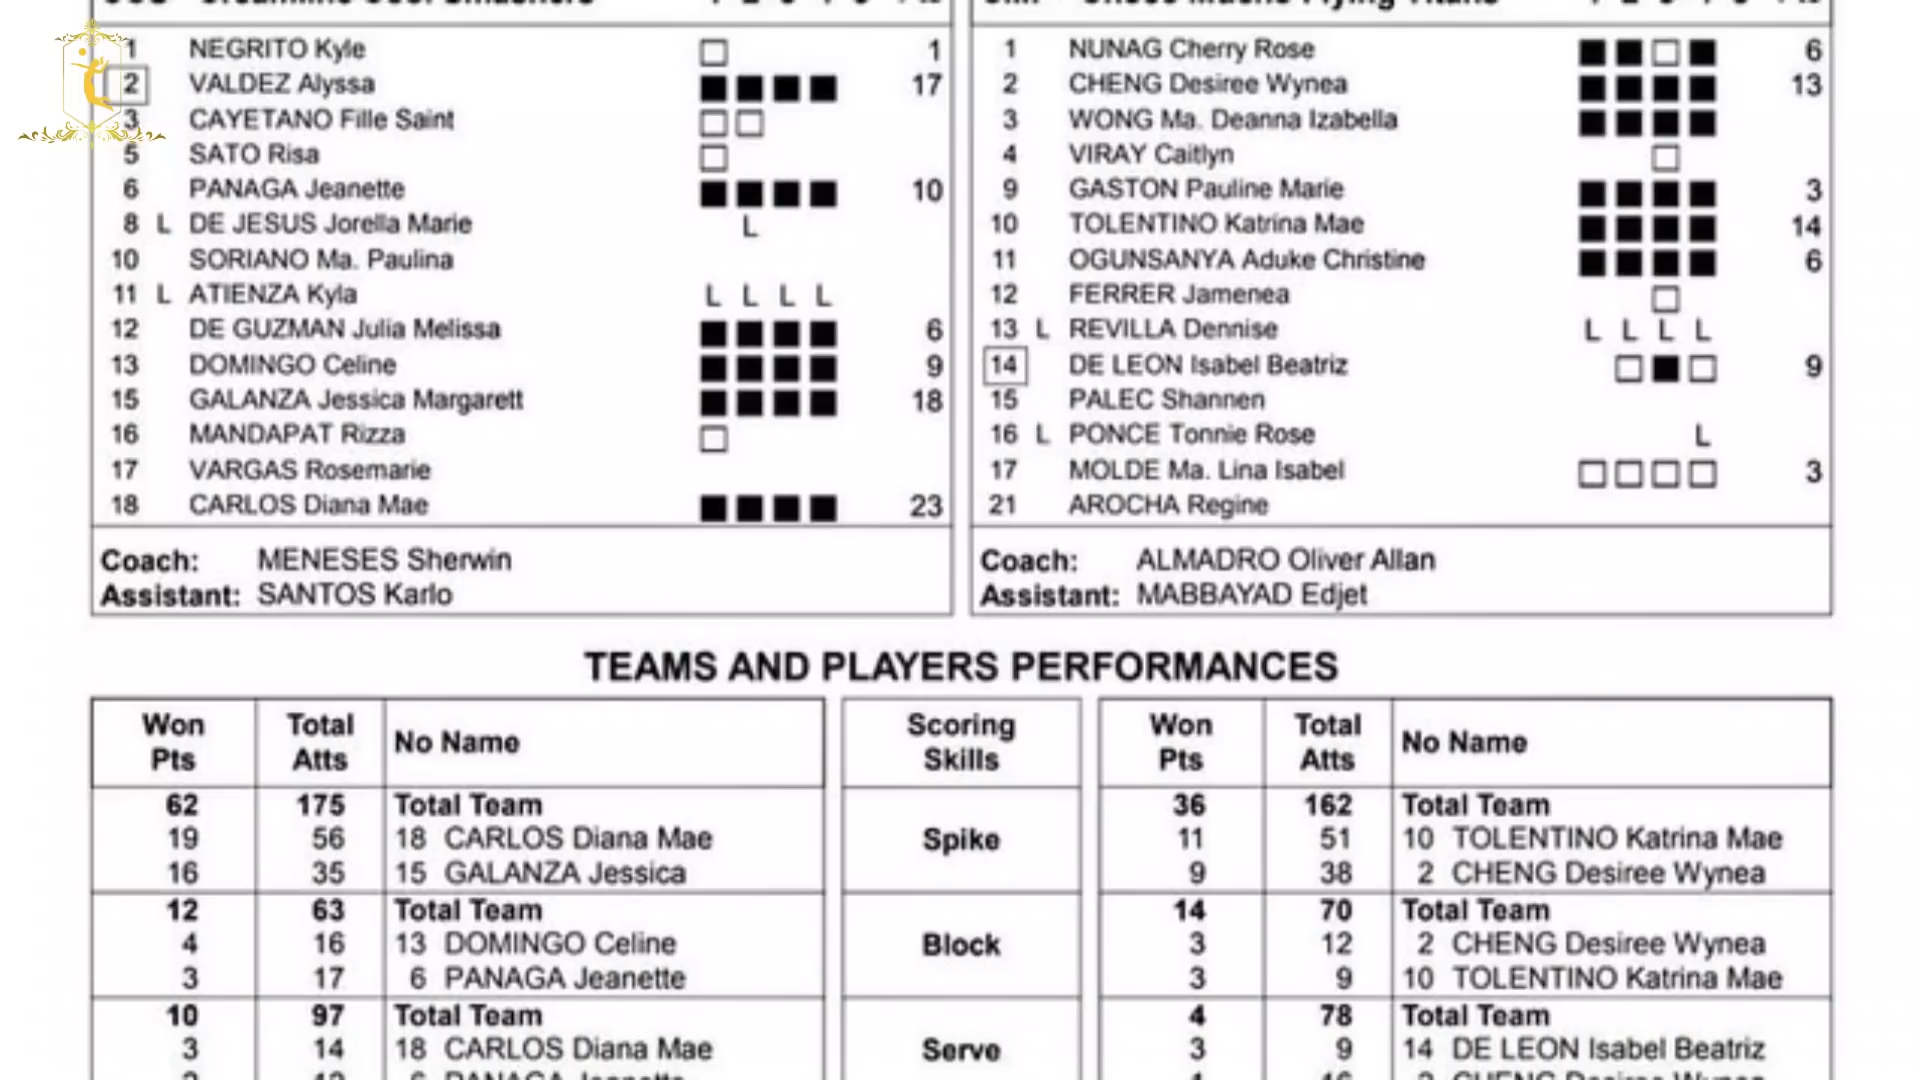 1 NEGRITO Kyle 1
2 VALDEZ Alyssa 17
3 CAYETANO Fille Saint
5 SATO Risa
6 PANAGA Jeanette 10
8 L DE JESUS Jorella Marie L
10 SORIANO Ma. Paulina
11 L ATIENZA Kyla L L L L
12 DE GUZMAN Julia Melissa 6
13 DOMINGO Celine 9
15 GALANZA Jessica Margarett 18
16 MANDAPAT Rizza
17 VARGAS Rosemarie
18 CARLOS Diana Mae 23
Coach: MENESES Sherwin
Assistant: SANTOS Karlo
1 NUNAG Cherry Rose 6
2 CHENG Desiree Wynea 13
3 WONG Ma. Deanna Izabella
4 VIRAY Caitlyn
9 GASTON Pauline Marie 3
10 TOLENTINO Katrina Mae 14
11 OGUNSANYA Aduke Christine 6
12 FERRER Jamenea
13 L REVILLA Dennise L L L L
14 DE LEON Isabel Beatriz 9
15 PALEC Shannen
16 L PONCE Tonnie Rose L
17 MOLDE Ma. Lina Isabel 3
21 AROCHA Regine
Coach: ALMADRO Oliver Allan
Assistant: MABBAYAD Edjet
TEAMS AND PLAYERS PERFORMANCES
Won Pts Total Atts No Name Scoring Skills Won Pts Total Atts No Name
62 175 Total Team 36 162 Total Team
19 56 18 CARLOS Diana Mae Spike 11 51 10 TOLENTINO Katrina Mae
16 35 15 GALANZA Jessica 9 38 2 CHENG Desiree Wynea
12 63 Total Team 14 70 Total Team
4 16 13 DOMINGO Celine Block 3 12 2 CHENG Desiree Wynea
3 17 6 PANAGA Jeanette 3 9 10 TOLENTINO Katrina Mae
10 97 Total Team 4 78 Total Team
3 14 18 CARLOS Diana Mae Serve 3 9 14 DE LEON Isabel Beatriz